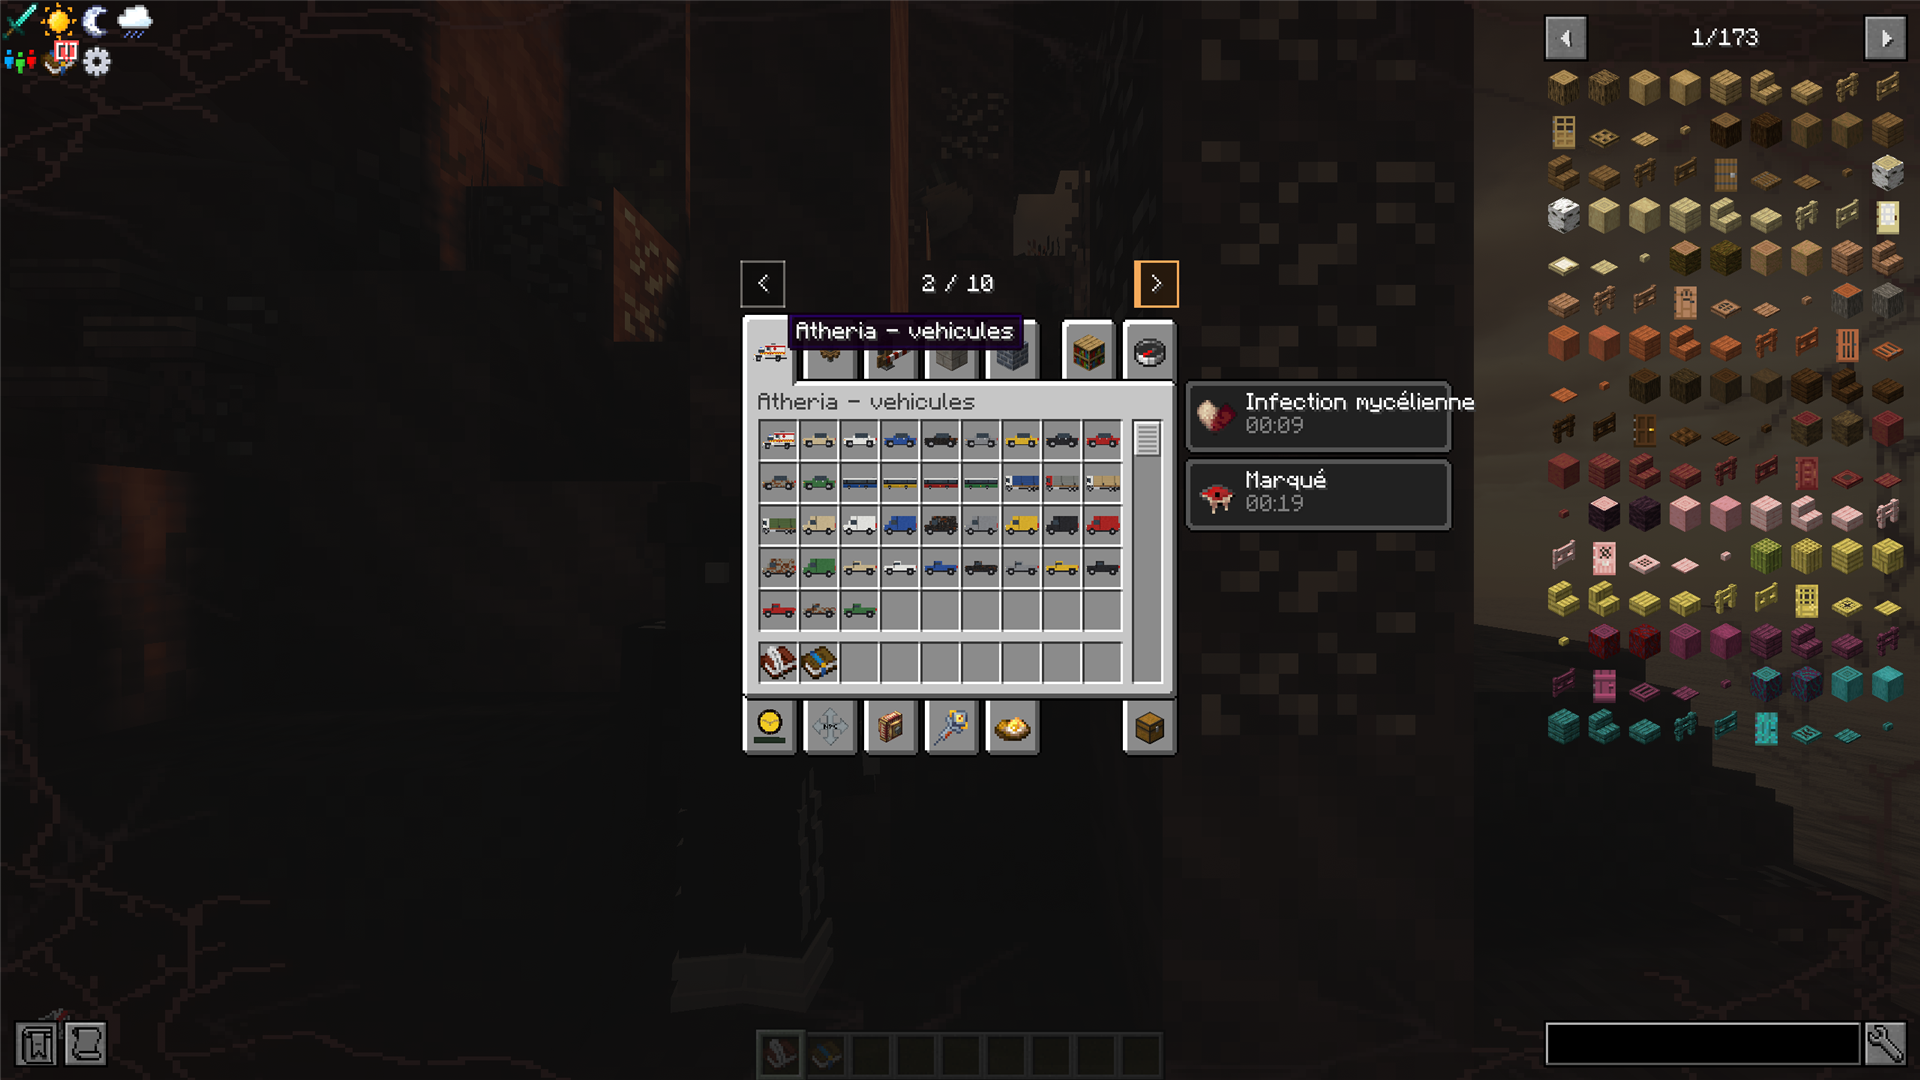 1/173
2 / 10
Atheria - vehicules
Atheria - vehicules
Infection mycélienne
00:09
Marqué
00:19